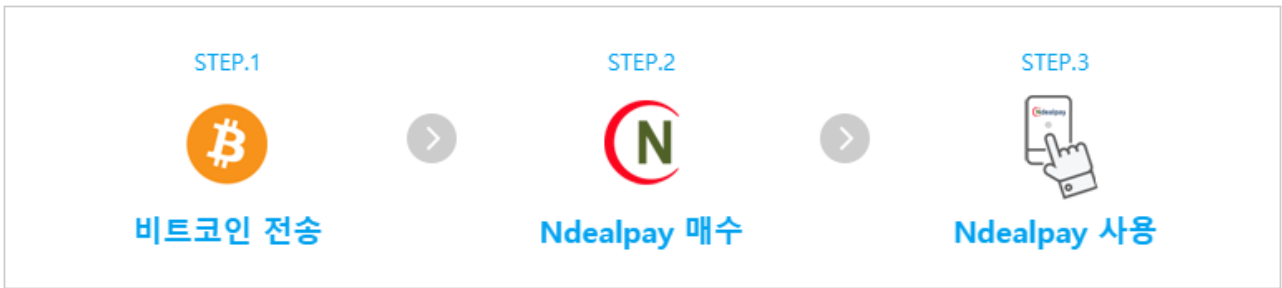 STEP.1
STEP.2
STEP.3
N
Ndealpay
비트코인 전송
Ndealpay 매수
Ndealpay 사용